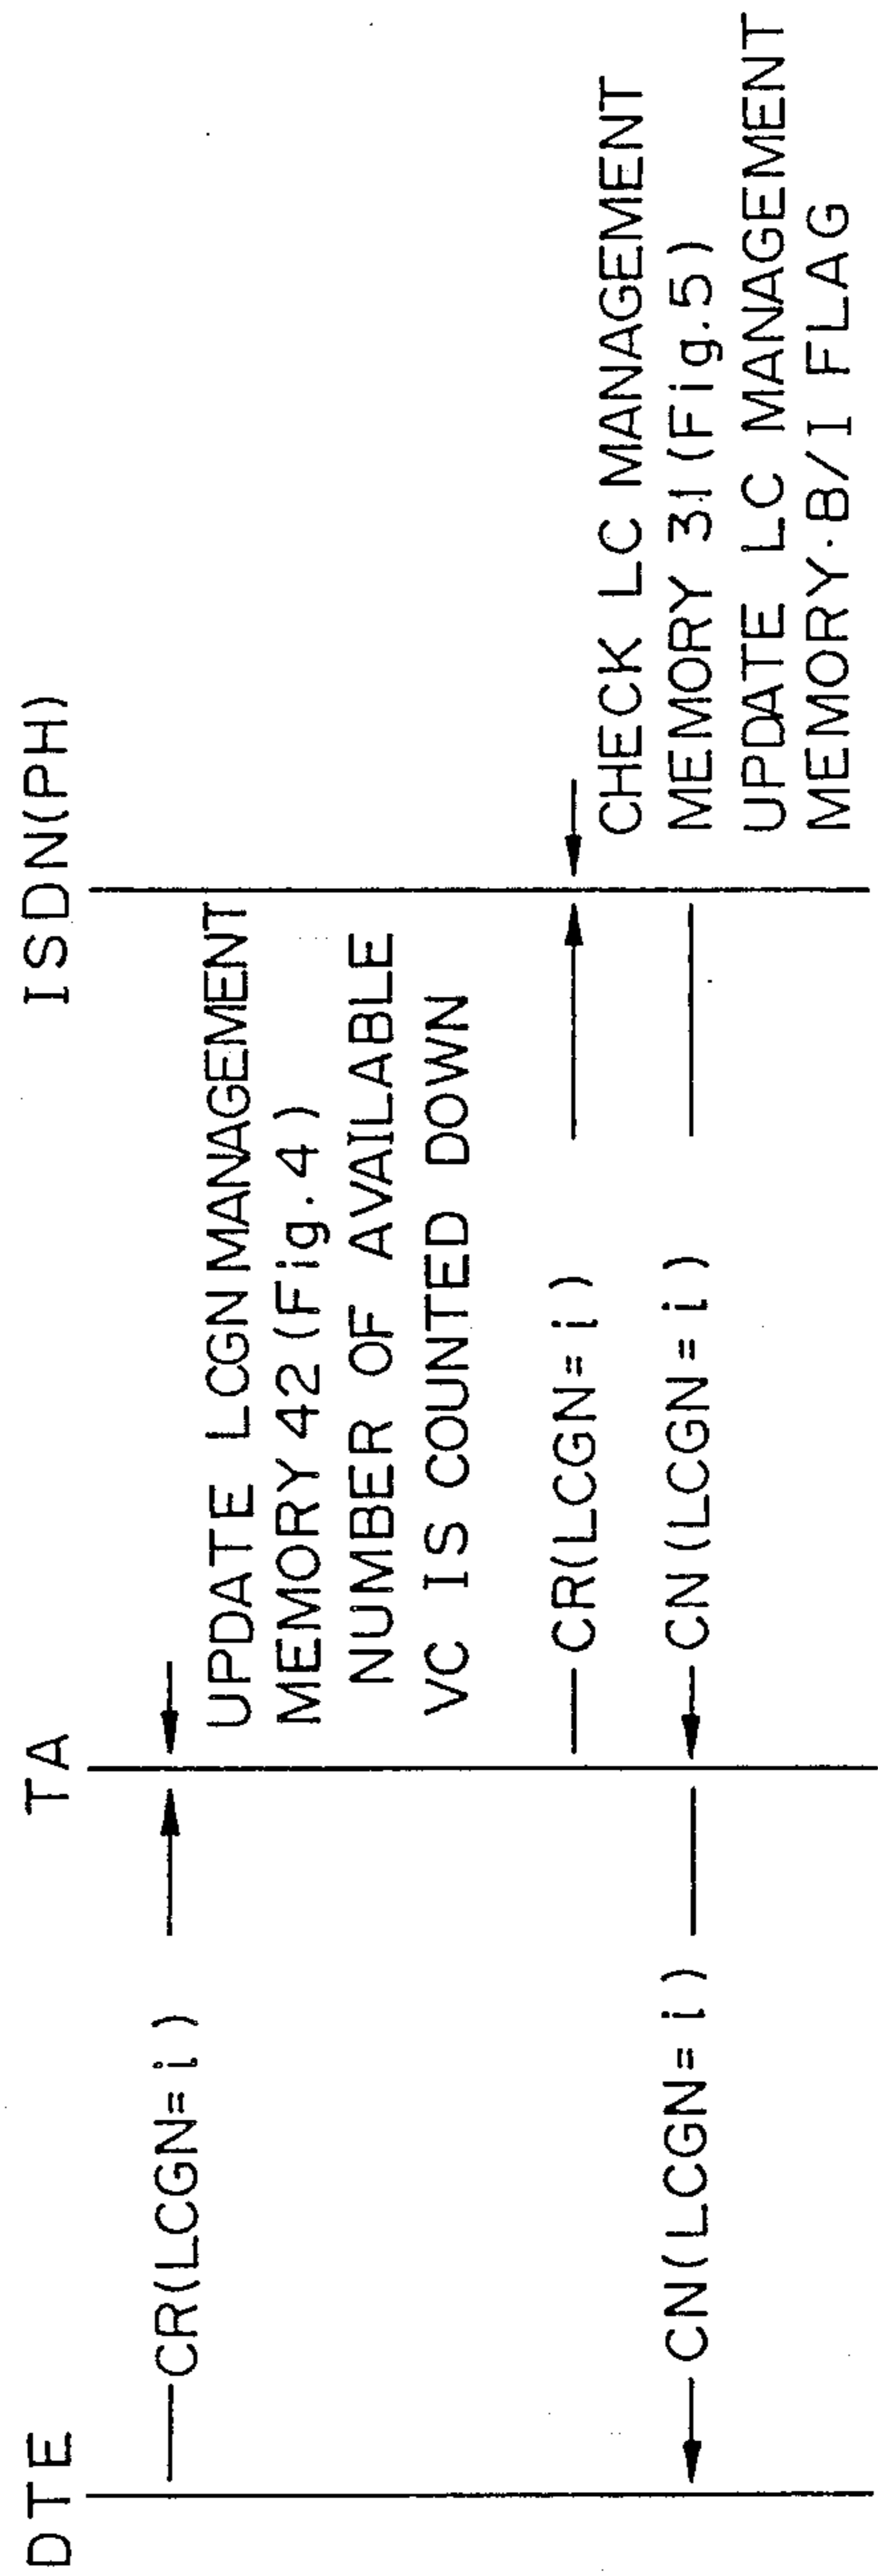 DTE
TA
ISDN(PH)
CR(LCGN=i)
UPDATE LCGN MANAGEMENT
MEMORY 42 (Fig.4)
NUMBER OF AVAILABLE
VC IS COUNTED DOWN
CR(LCGN=i)
CHECK LC MANAGEMENT
MEMORY 31 (Fig.5)
UPDATE LC MANAGEMENT
MEMORY·B/I FLAG
CN(LCGN=i)
CN(LCGN=i)